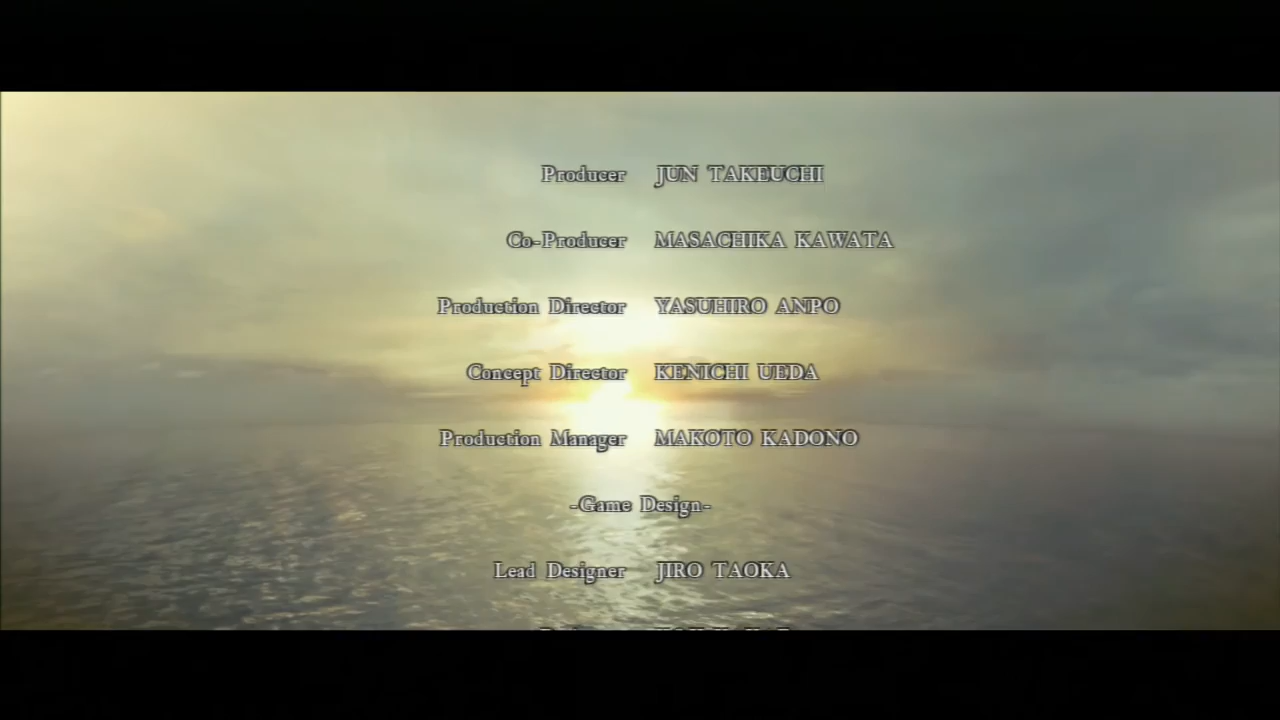 Producer JUN TAKEUCHI
Co-Producer MASACHIKA KAWATA
Production Director YASUHIRO ANPO
Concept Director KENICHI UEDA
Production Manager MAKOTO KADONO
-Game Design-
Lead Designer JIRO TAOKA